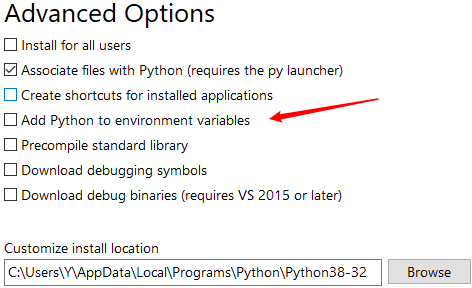 Advanced Options
Install for all users
Associate files with Python (requires the py launcher)
Create shortcuts for installed applications
Add Python to environment variables
Precompile standard library
Download debugging symbols
Download debug binaries (requires VS 2015 or later)
Customize install location
C:\Users\Y\AppData\Local\Programs\Python\Python38-32
Browse